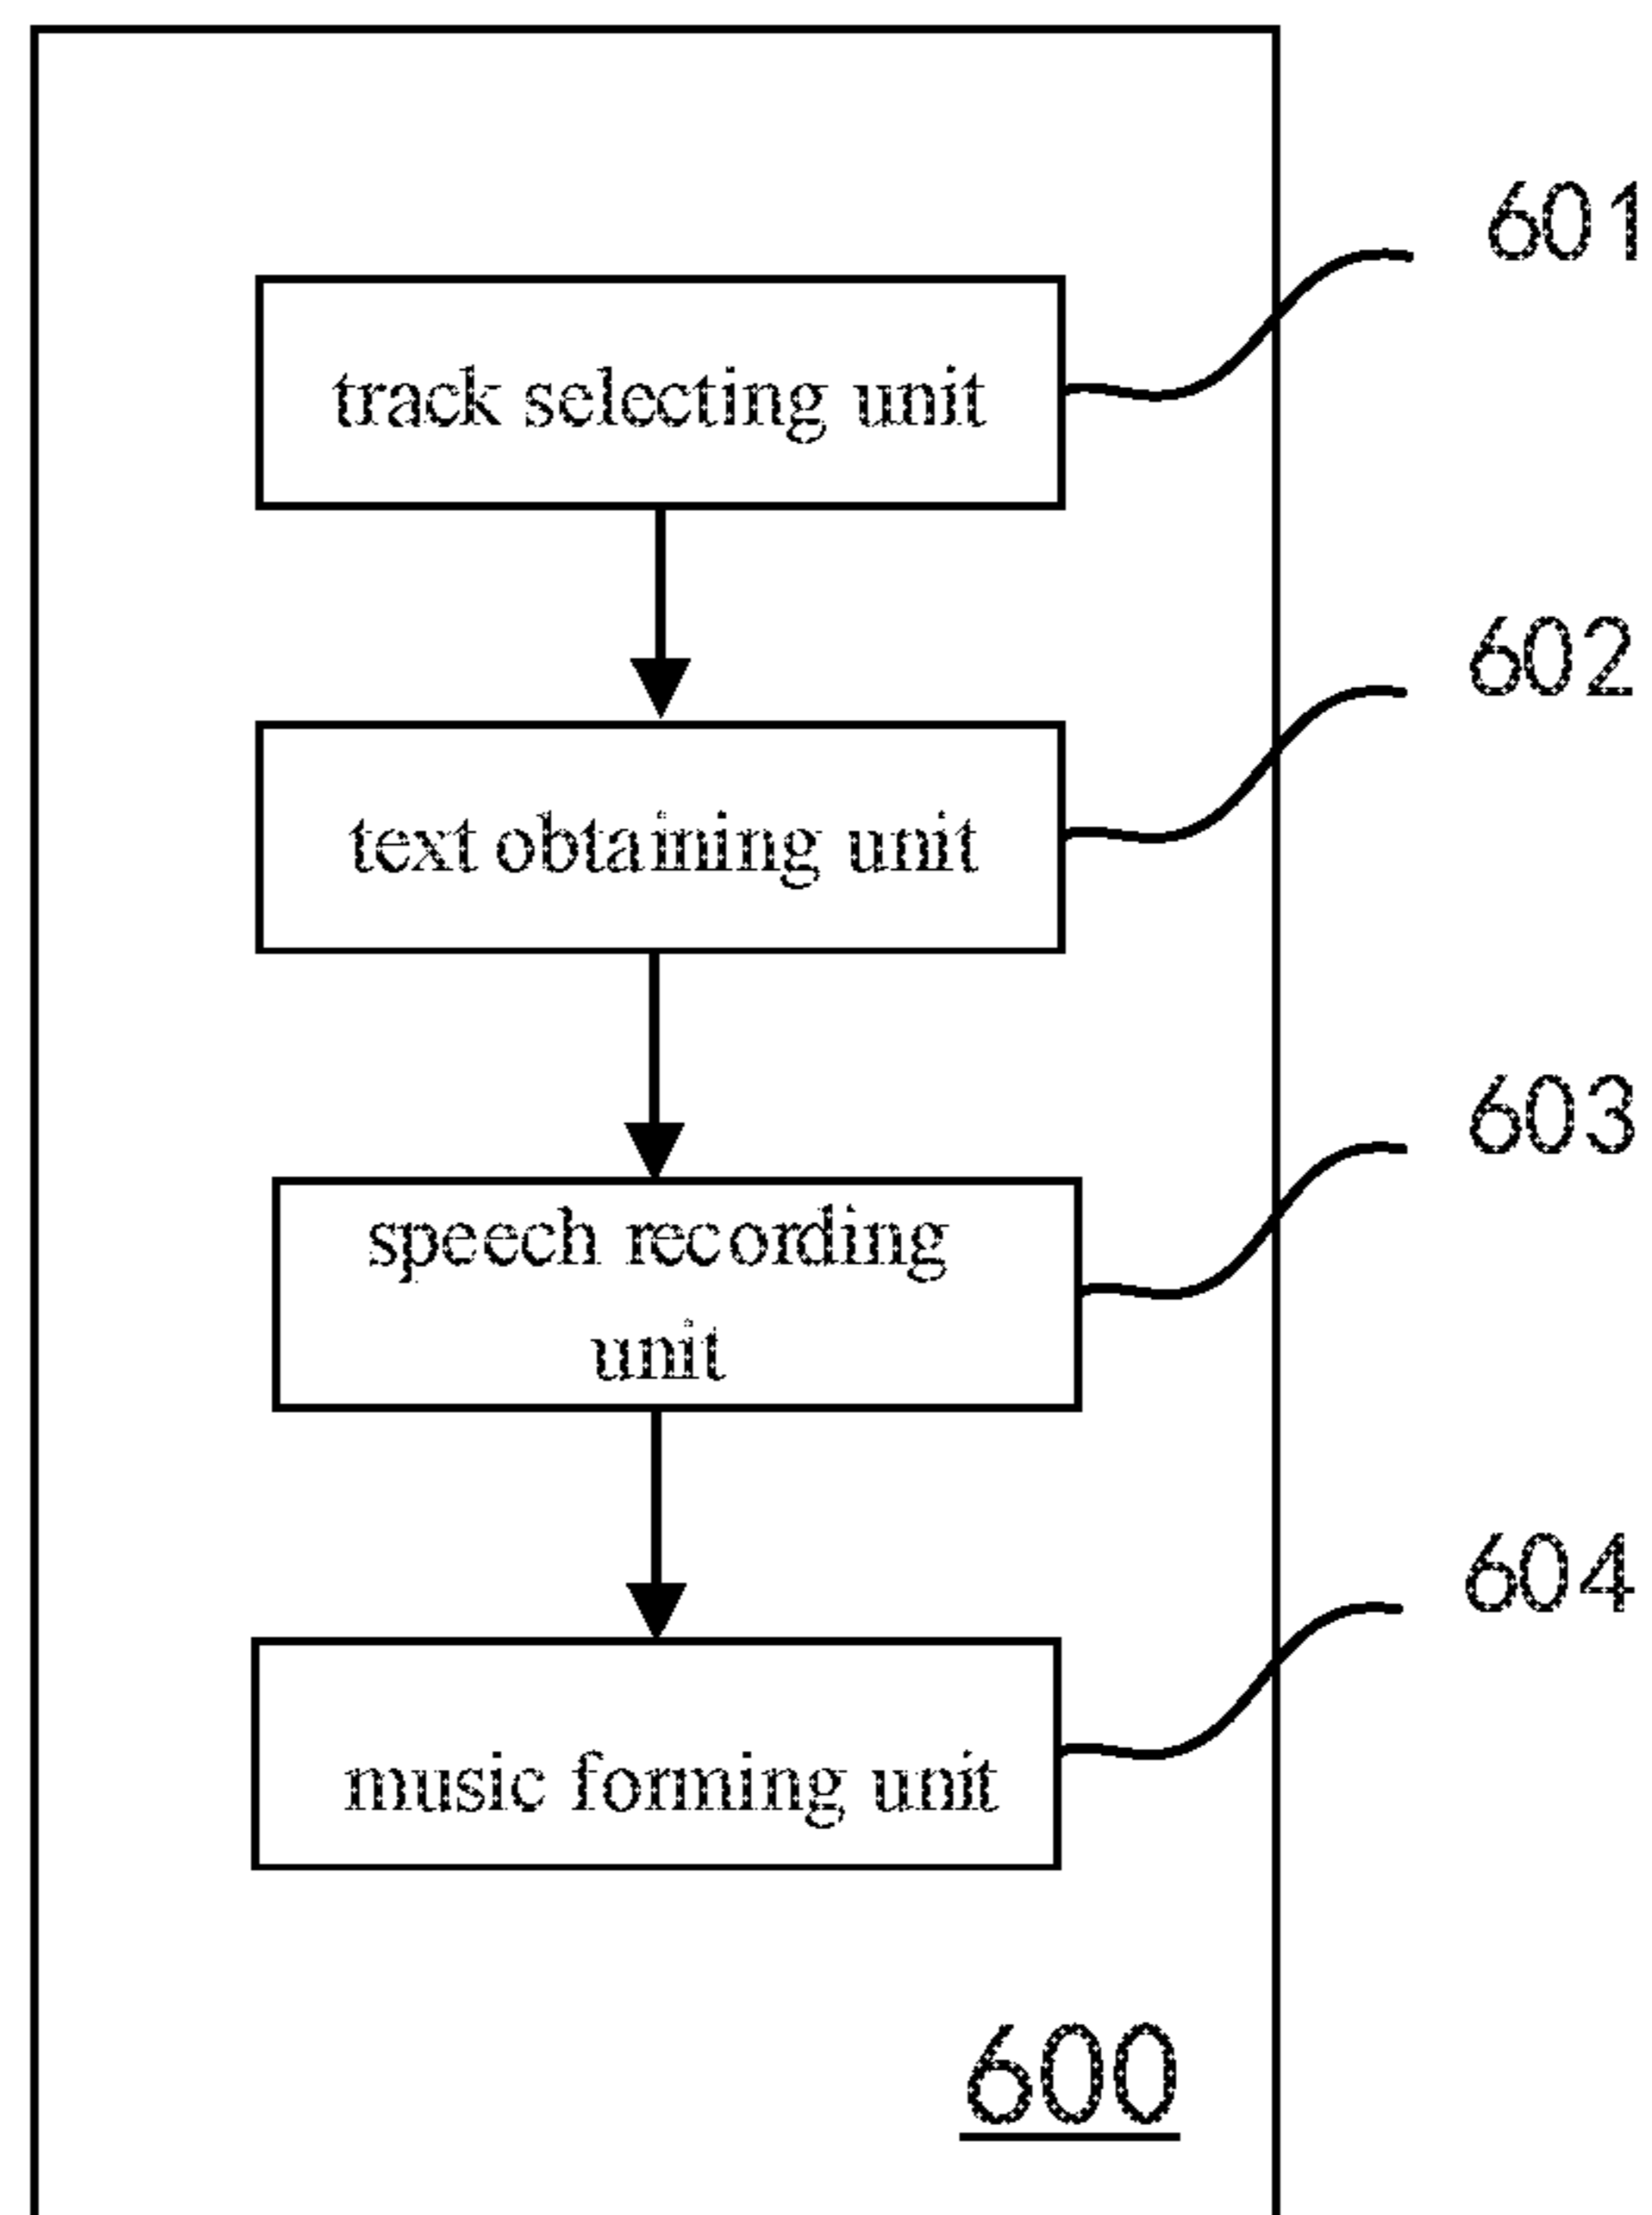 601
track selecting unit
602
text obtaining unit
603
speech recording
unit
604
music forming unit
600